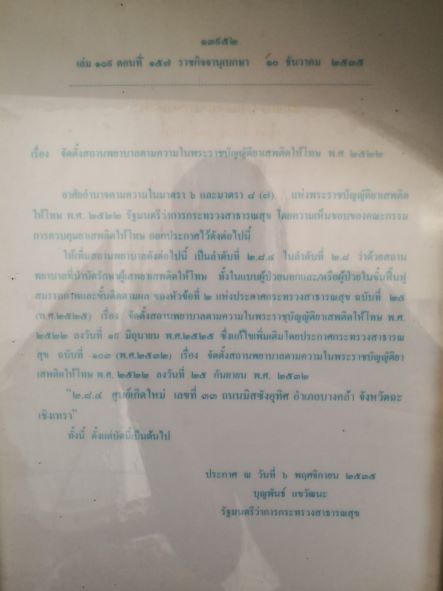 ๑๓๙๕๒
เล่ม ๑๐๙ ตอนที่ ๑๕๗ ราชกิจจานุเบกษา ๑๐ ธันวาคม ๒๕๓๕
เรื่อง จัดตั้งสถานพยาบาลตามความในพระราชบัญญัติยาเสพติดให้โทษ พ.ศ. ๒๕๒๒
อาศัยอำนาจตามความในมาตรา ๖ และมาตรา ๘ (๗) แห่งพระราชบัญญัติยาเสพติด
ให้โทษ พ.ศ. ๒๕๒๒ รัฐมนตรีว่าการกระทรวงสาธารณสุข โดยความเห็นชอบของคณะกรรม
การควบคุมยาเสพติดให้โทษ ออกประกาศไว้ดังต่อไปนี้
ให้เพิ่มสถานพยาบาลดังต่อไปนี้ เป็นลำดับที่ ๒.๘.๔ ในลำดับที่ ๒.๘ ว่าด้วยสถาน
พยาบาลที่บำบัดรักษาผู้เสพยาเสพติดให้โทษ ทั้งในแบบผู้ป่วยนอกและ/หรือผู้ป่วยในขั้นฟื้นฟู
สมรรถภาพและขั้นติดตามผล ของหัวข้อที่ ๒ แห่งประกาศกระทรวงสาธารณสุข ฉบับที่ ๒๕
(พ.ศ.๒๕๒๕) เรื่อง จัดตั้งสถานพยาบาลตามความในพระราชบัญญัติยาเสพติดให้โทษ พ.ศ.
๒๕๒๒ ลงวันที่ ๑๙ มิถุนายน พ.ศ.๒๕๒๕ ซึ่งแก้ไขเพิ่มเติมโดยประกาศกระทรวงสาธารณ
สุข ฉบับที่ ๑๐๓ (พ.ศ.๒๕๓๒) เรื่อง จัดตั้งสถานพยาบาลตามความในพระราชบัญญัติยา
เสพติดให้โทษ พ.ศ. ๒๕๒๒ ลงวันที่ ๒๕ กันยายน พ.ศ. ๒๕๓๒
"๒.๘.๔ ศูนย์เกิดใหม่ เลขที่ ๓๓ ถนนมิสซังอุทิศ อำเภอบางคล้า จังหวัดฉะ
เชิงเทรา"
ทั้งนี้ ตั้งแต่บัดนี้เป็นต้นไป
ประกาศ ณ วันที่ ๖ พฤศจิกายน ๒๕๓๕
บุญพันธ์ แขวัฒนะ
รัฐมนตรีว่าการกระทรวงสาธารณสุข